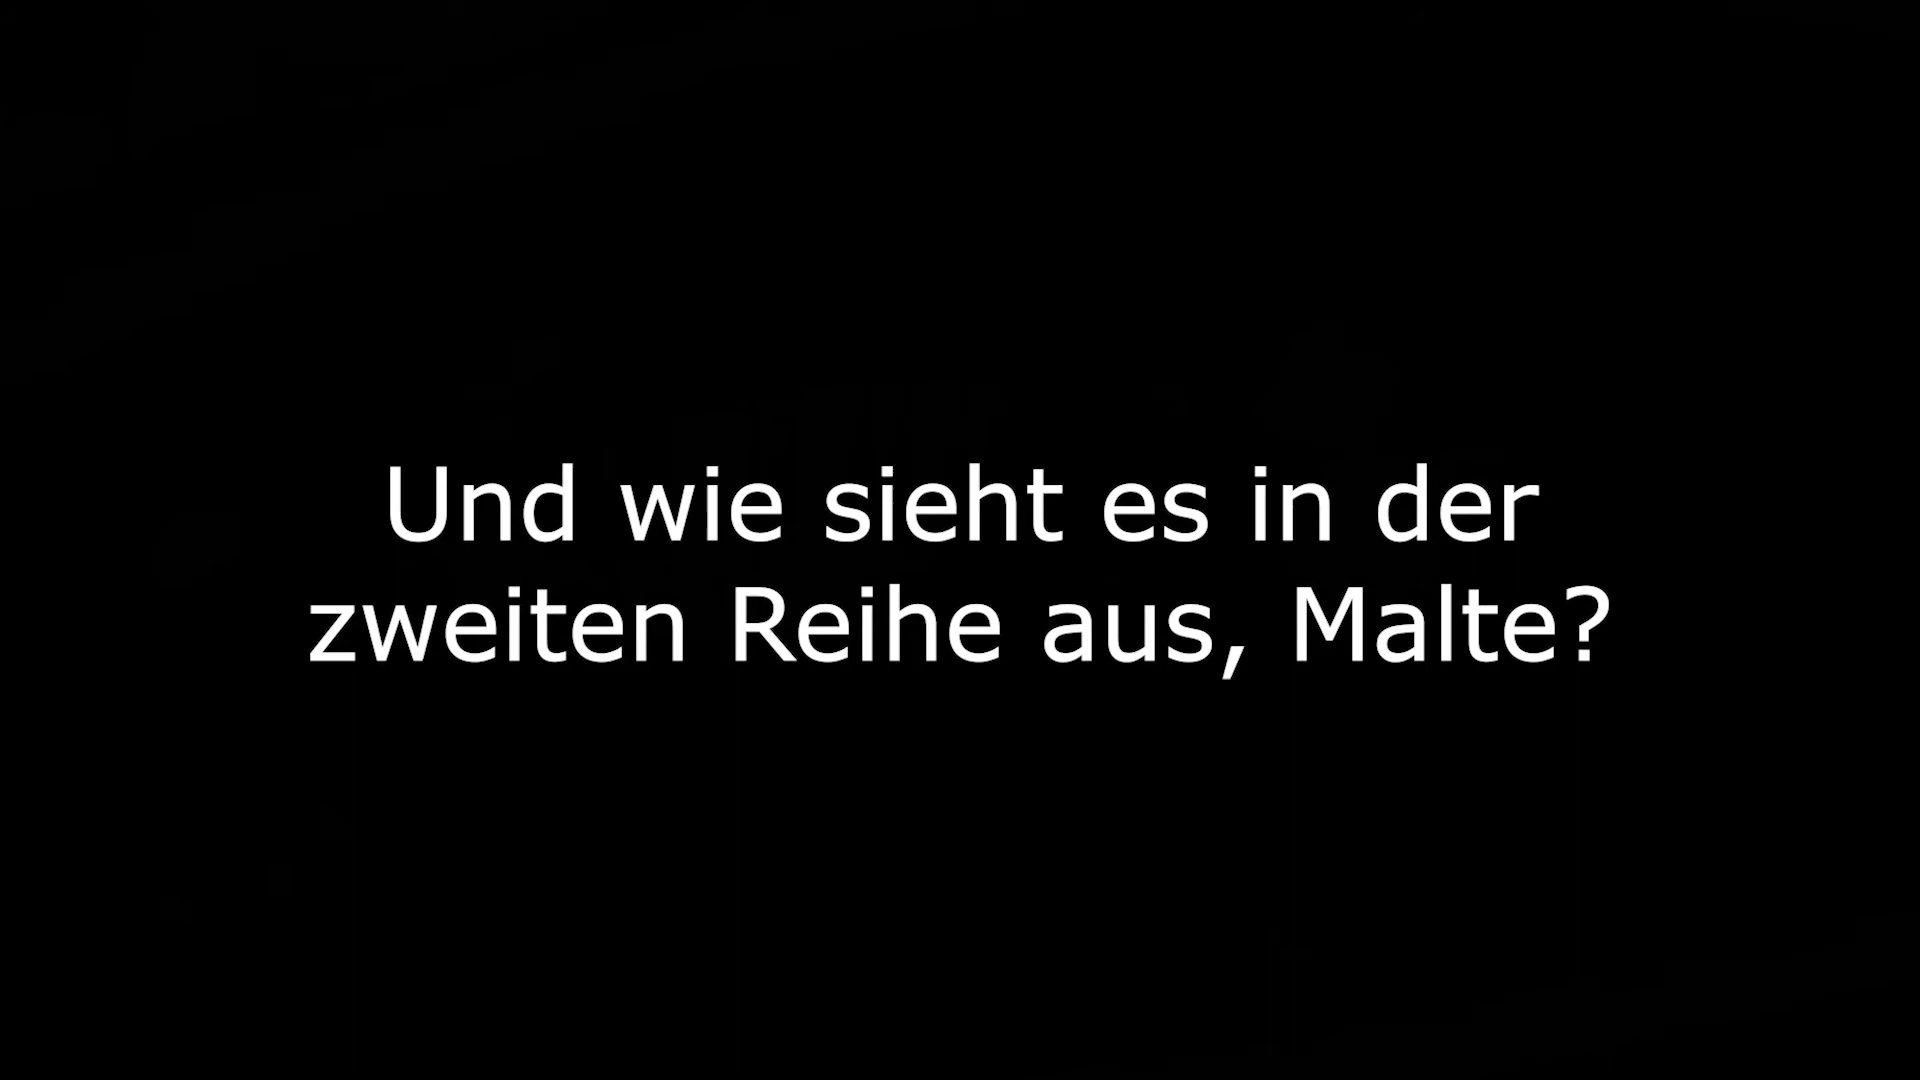 Und wie sieht es in der
zweiten Reihe aus, Malte?